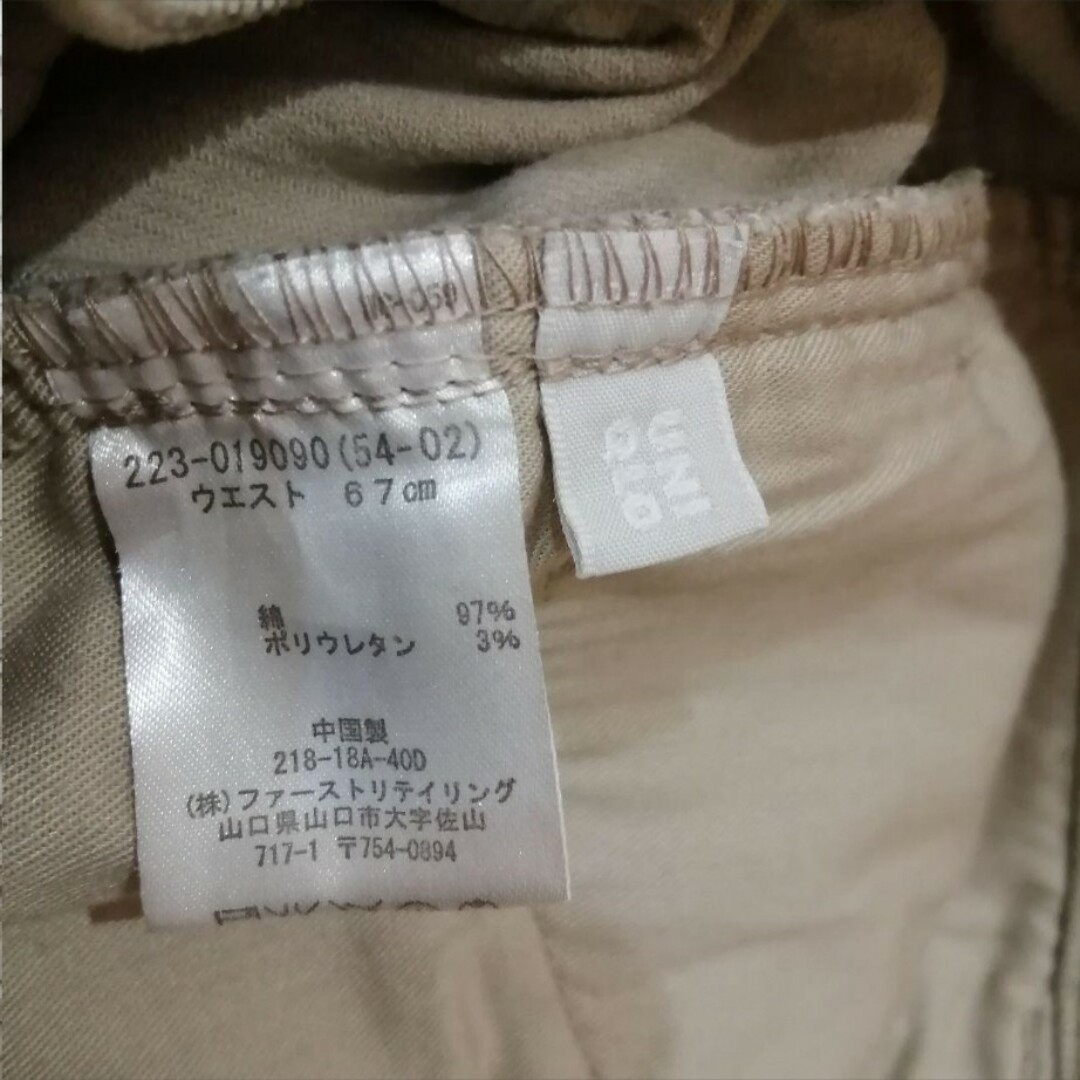 223-019090(54-02)
ウエスト 67cm
綿 97%
ポリウレタン 3%
中国製
218-18A-40D
(株)ファーストリテイリング
山口県山口市大字佐山
717-1 〒754-0894
UNI
QLO